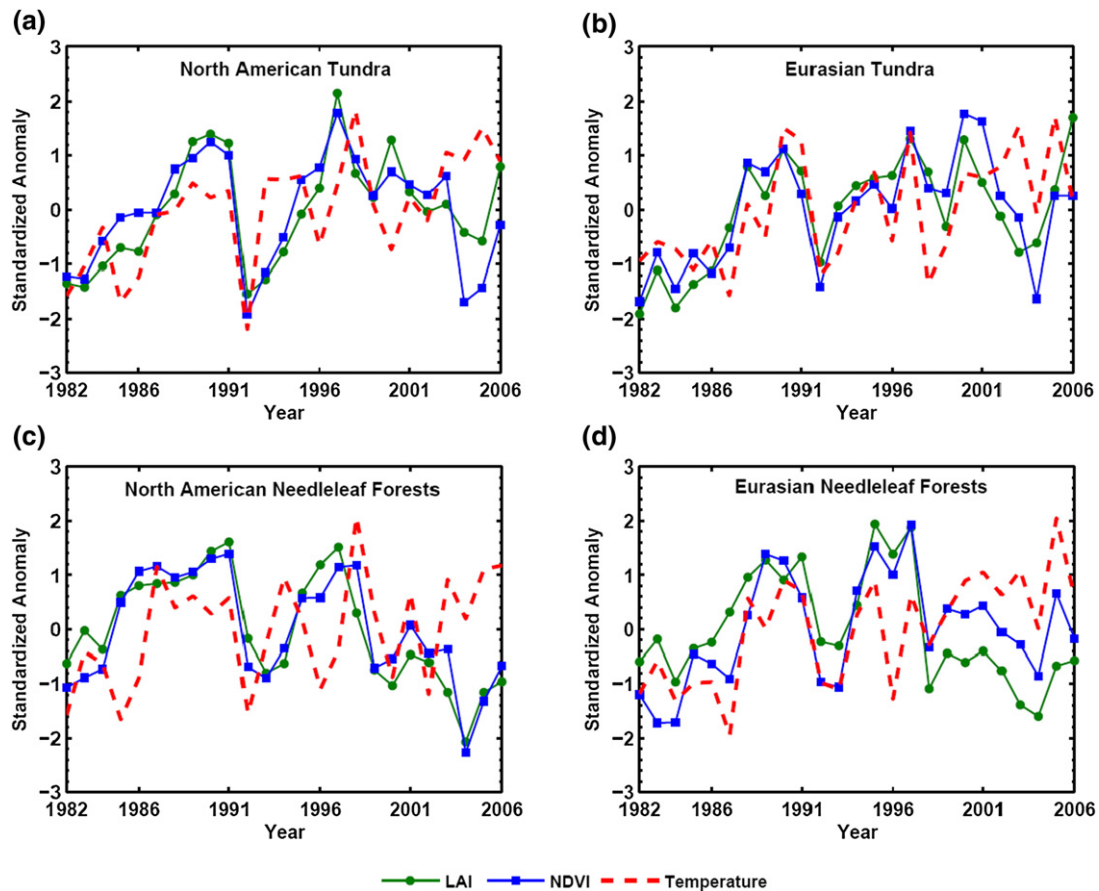 (a)
North American Tundra
3
2
1
0
−1
−2
−3
Standardized Anomaly
1982 1986 1991 1996 2001 2006
Year
(b)
Eurasian Tundra
3
2
1
0
−1
−2
−3
Standardized Anomaly
1982 1986 1991 1996 2001 2006
Year
(c)
North American Needleleaf Forests
3
2
1
0
−1
−2
−3
Standardized Anomaly
1982 1986 1991 1996 2001 2006
Year
(d)
Eurasian Needleleaf Forests
3
2
1
0
−1
−2
−3
Standardized Anomaly
1982 1986 1991 1996 2001 2006
Year
LAI NDVI Temperature